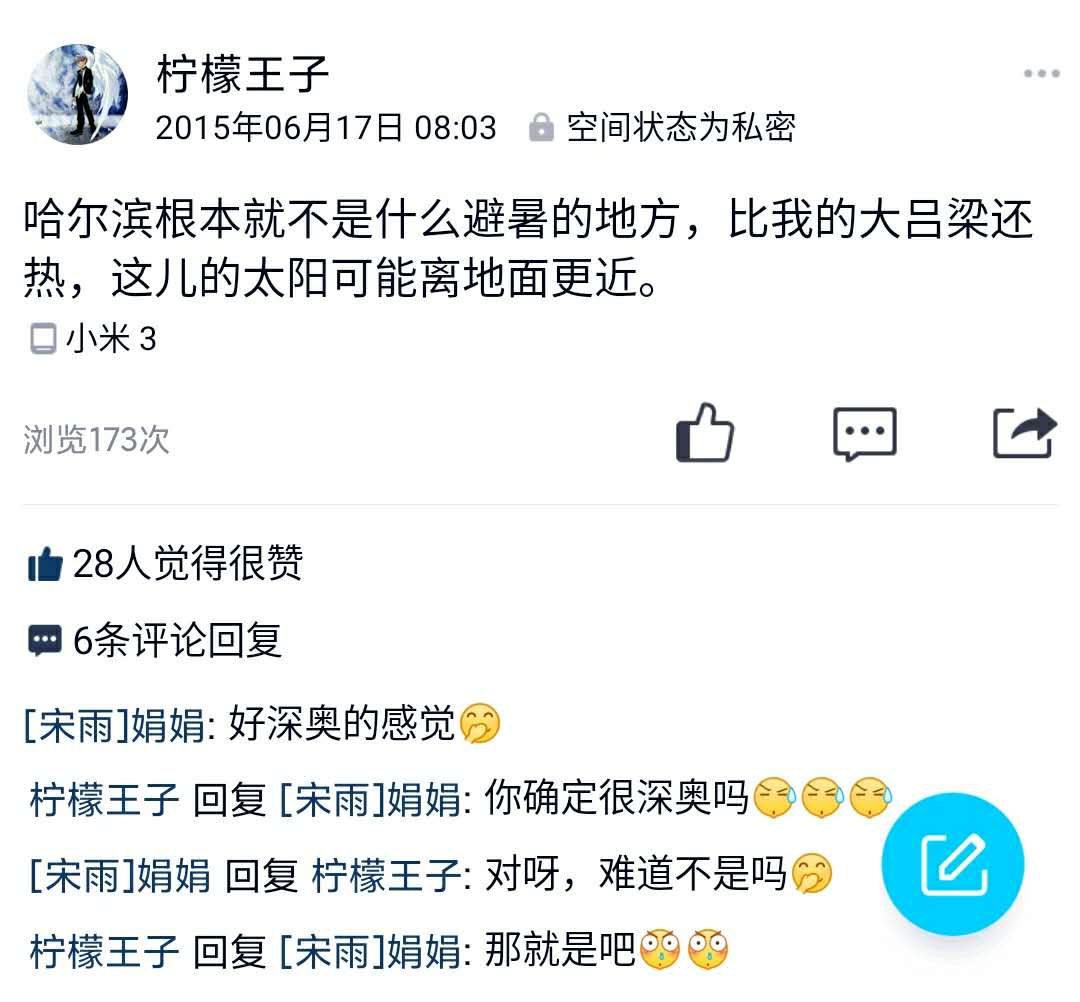 柠檬王子
2015年06月17日 08:03 空间状态为私密
哈尔滨根本就不是什么避暑的地方，比我的大吕梁还
热，这儿的太阳可能离地面更近。
小米 3
浏览173次
28人觉得很赞
6条评论回复
[宋雨]娟娟: 好深奥的感觉
柠檬王子 回复 [宋雨]娟娟: 你确定很深奥吗
[宋雨]娟娟 回复 柠檬王子: 对呀，难道不是吗
柠檬王子 回复 [宋雨]娟娟: 那就是吧